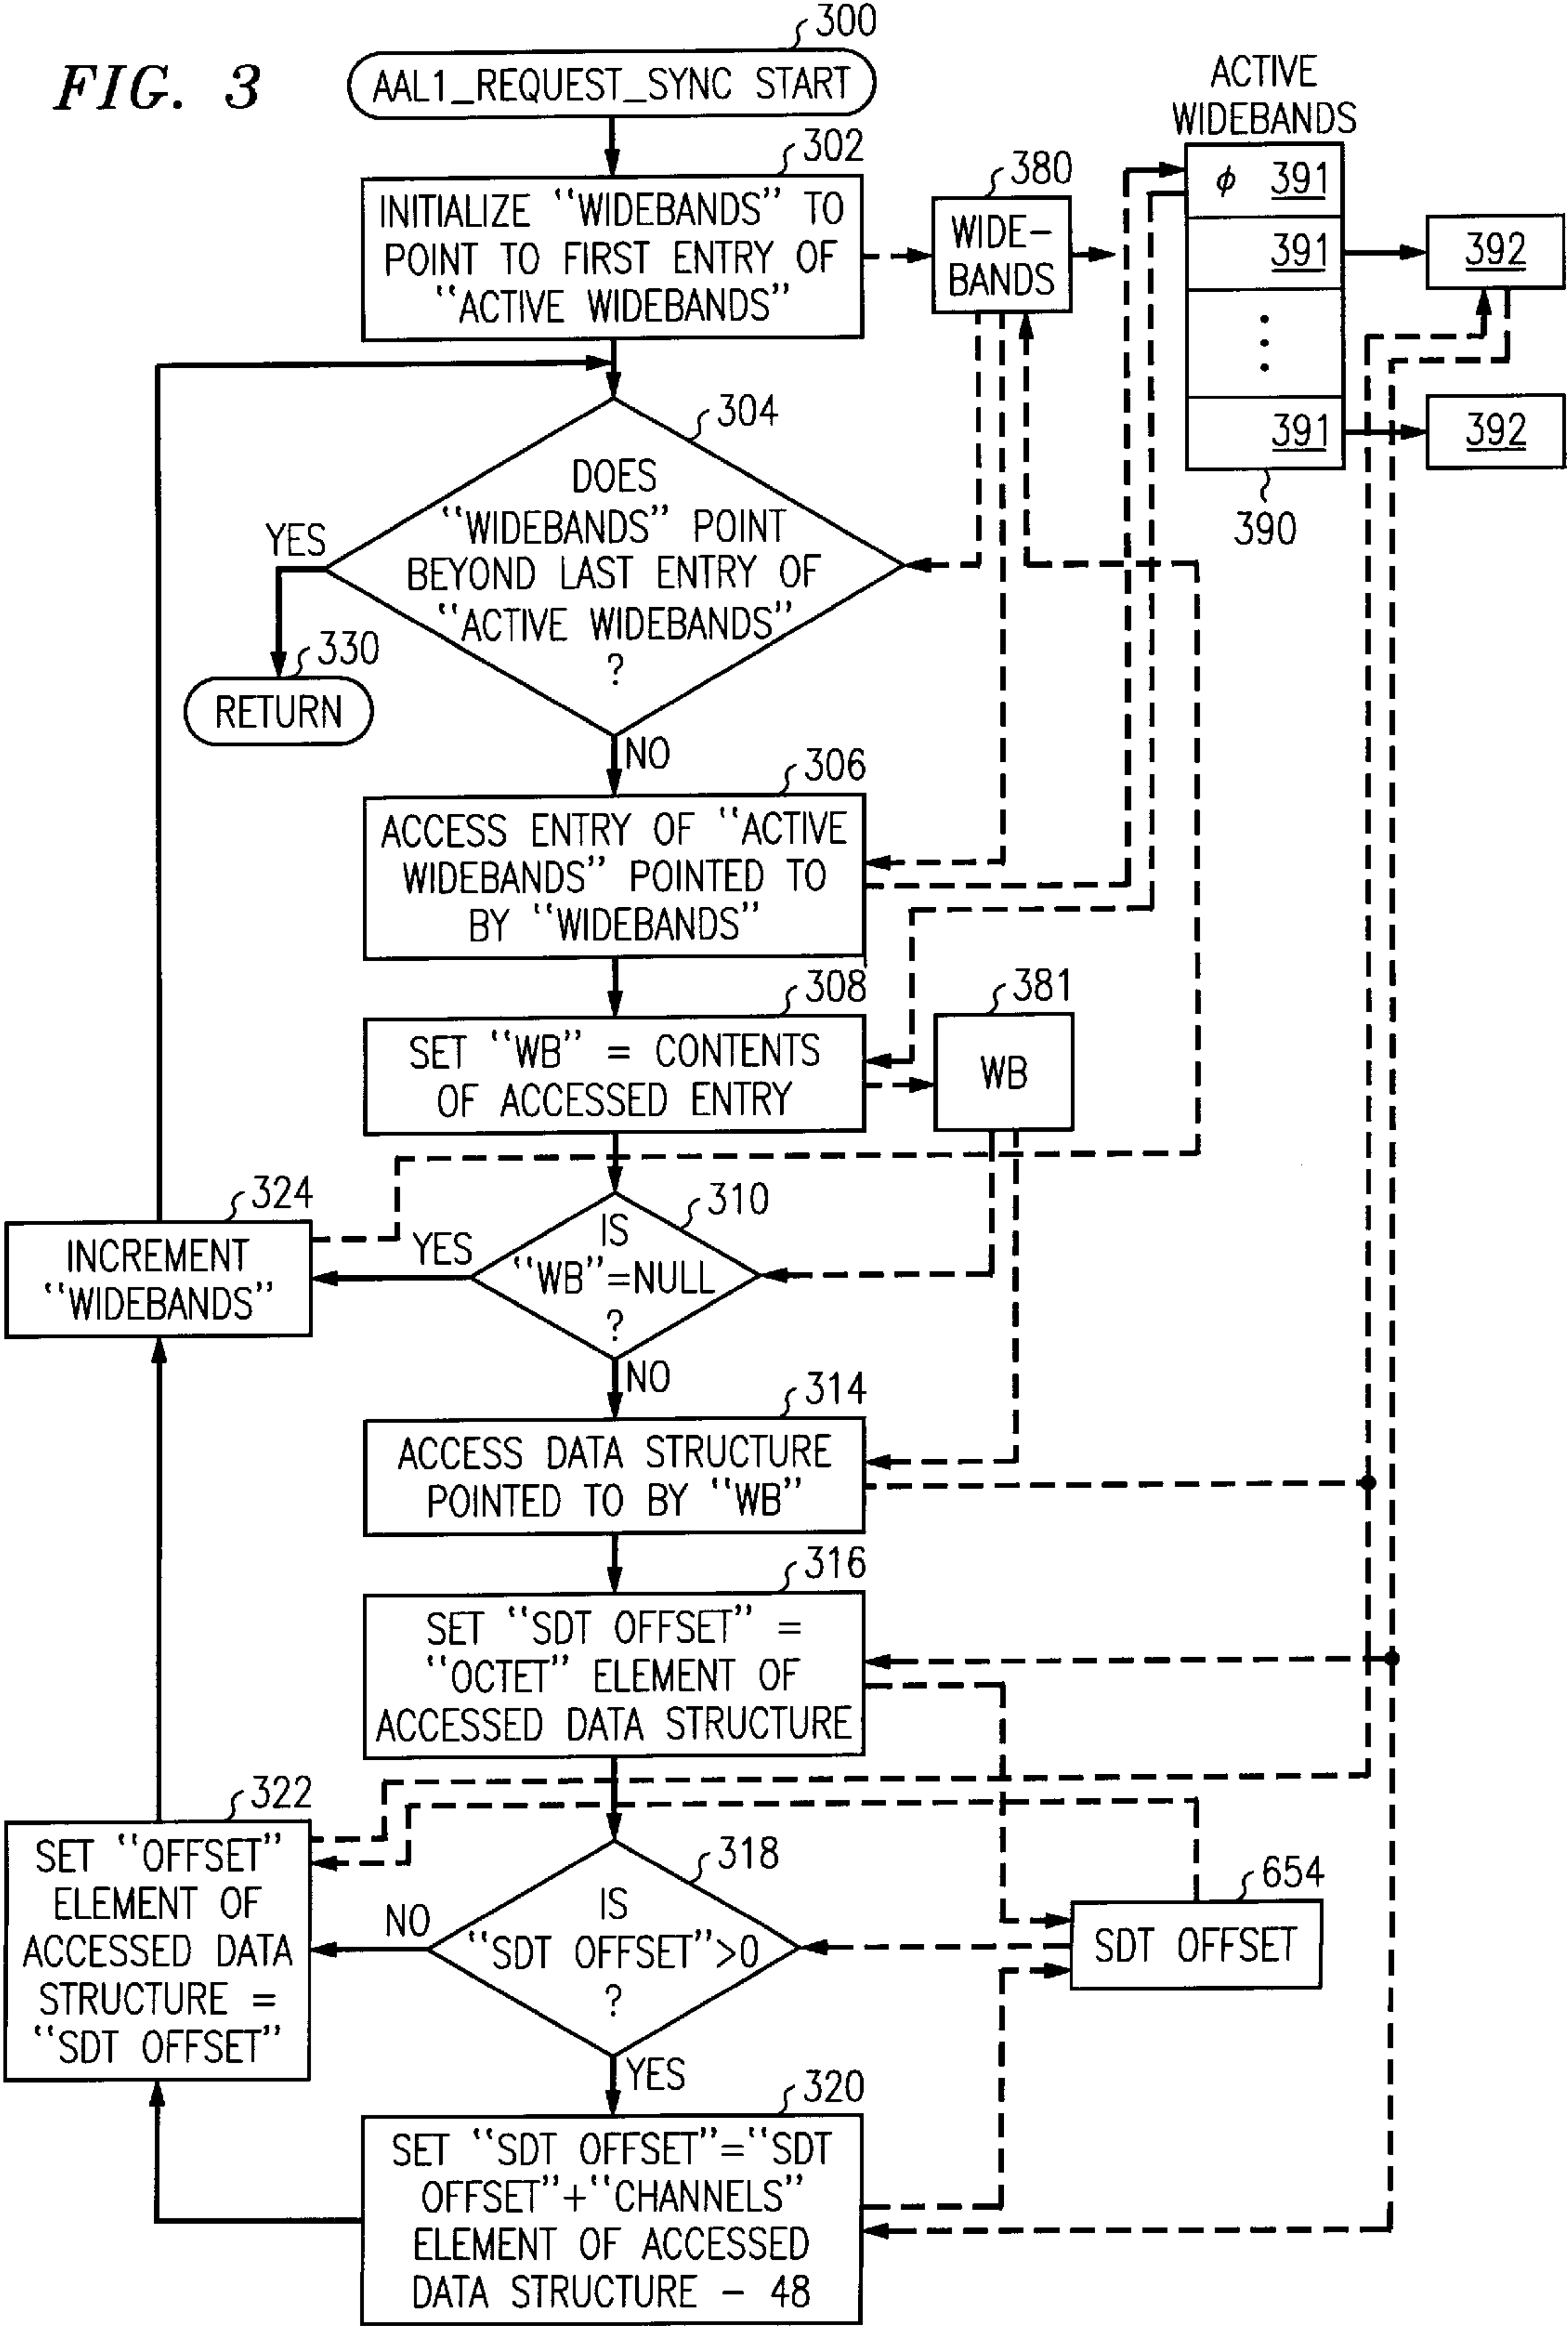 FIG. 3
300
AAL1_REQUEST_SYNC START
302
INITIALIZE "WIDEBANDS" TO
POINT TO FIRST ENTRY OF
"ACTIVE WIDEBANDS"
380
WIDE-
BANDS
ACTIVE
WIDEBANDS
ϕ 391
391
392
391
392
390
304
DOES
"WIDEBANDS" POINT
BEYOND LAST ENTRY OF
"ACTIVE WIDEBANDS"
?
YES
330
RETURN
NO
306
ACCESS ENTRY OF "ACTIVE
WIDEBANDS" POINTED TO
BY "WIDEBANDS"
308
SET "WB" = CONTENTS
OF ACCESSED ENTRY
381
WB
324
INCREMENT
"WIDEBANDS"
YES
310
IS
"WB"=NULL
?
NO
314
ACCESS DATA STRUCTURE
POINTED TO BY "WB"
316
SET "SDT OFFSET" =
"OCTET" ELEMENT OF
ACCESSED DATA STRUCTURE
322
SET "OFFSET"
ELEMENT OF
ACCESSED DATA
STRUCTURE =
"SDT OFFSET"
NO
318
IS
"SDT OFFSET">0
?
654
SDT OFFSET
YES
320
SET "SDT OFFSET"="SDT
OFFSET"+"CHANNELS"
ELEMENT OF ACCESSED
DATA STRUCTURE - 48